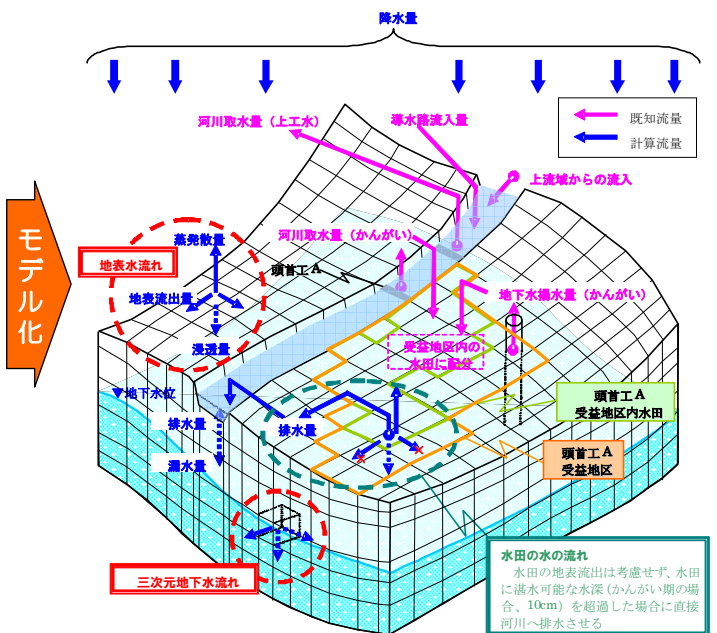 降水量
既知流量
計算流量
河川取水量（上工水）
導水路流入量
上流域からの流入
モデル化
蒸発散量
地表水流れ
河川取水量（かんがい）
頭首工A
地表流出量
地下水揚水量（かんがい）
浸透量
受益地区内の
水田に配分
▼地下水位
頭首工A
受益地区内水田
排水量
排水量
頭首工A
受益地区
漏水量
水田の水の流れ
水田の地表流出は考慮せず、水田
に湛水可能な水深（かんがい期の場
合、10cm）を超過した場合に直接
河川へ排水させる
三次元地下水流れ